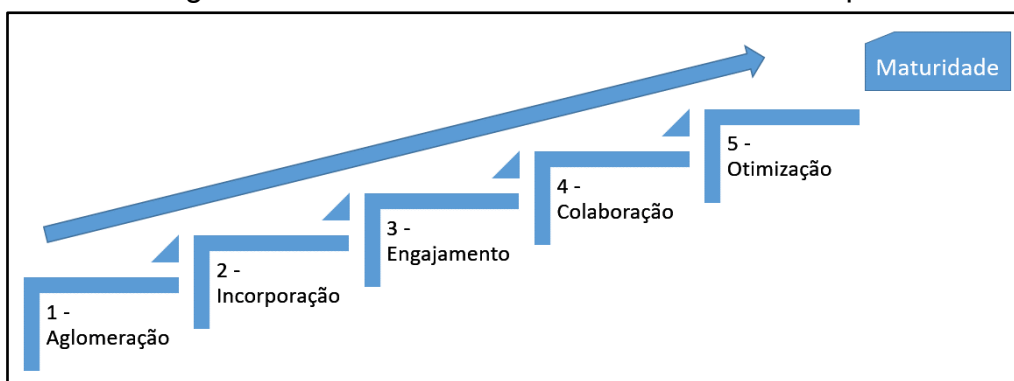 Maturidade
5 -
Otimização
4 -
Colaboração
3 -
Engajamento
2 -
Incorporação
1 -
Aglomeração